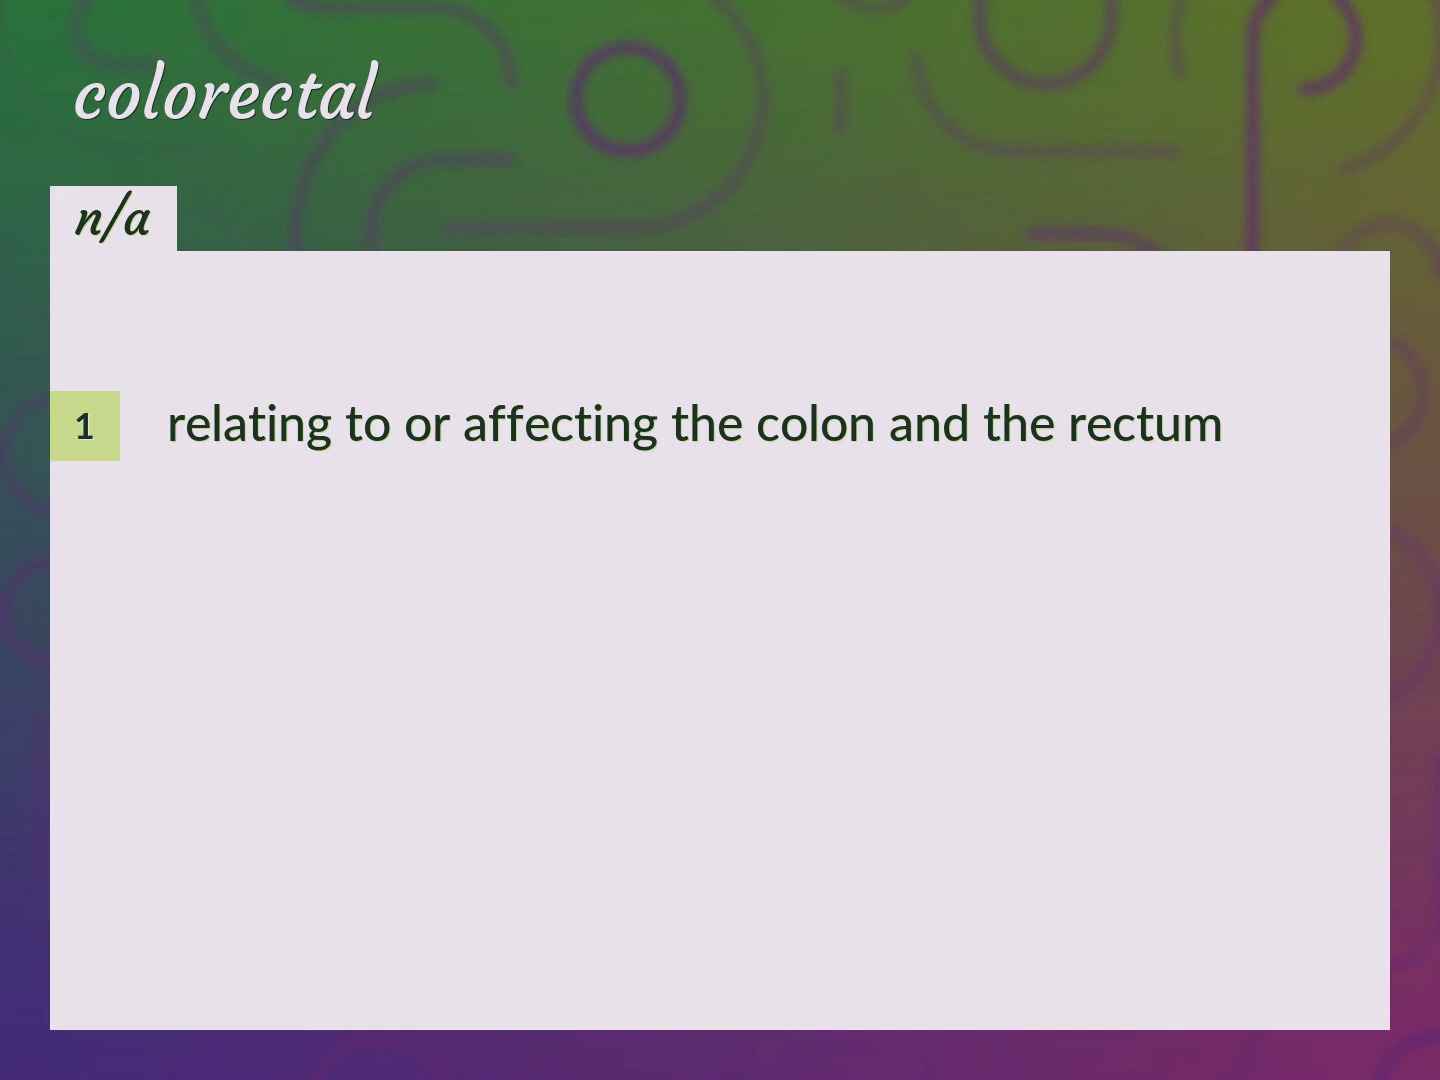 colorectal
n/a
1 relating to or affecting the colon and the rectum